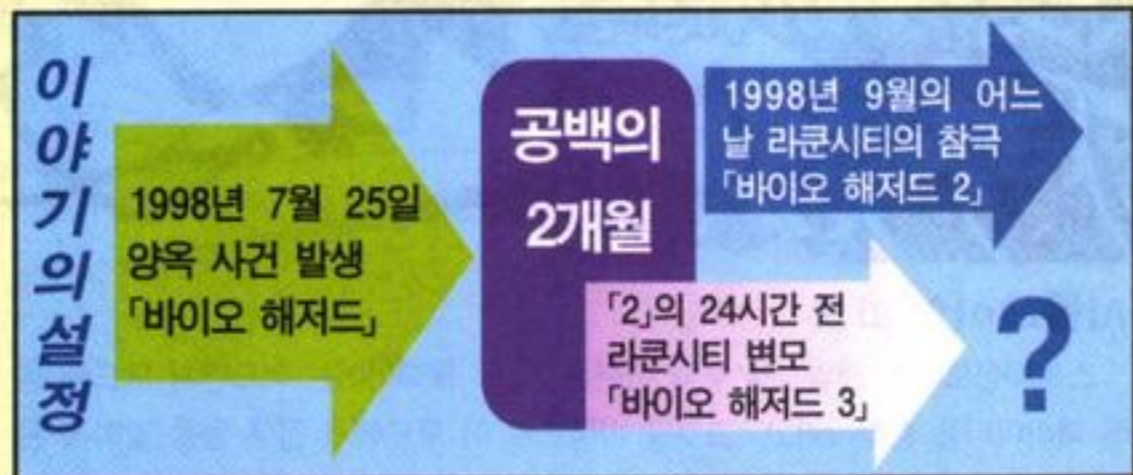 이야기의설정
1998년 7월 25일
양옥 사건 발생
「바이오 해저드」
공백의
2개월
1998년 9월의 어느
날 라쿤시티의 참극
「바이오 해저드 2」
「2」의 24시간 전
라쿤시티 변모
「바이오 해저드 3」
?